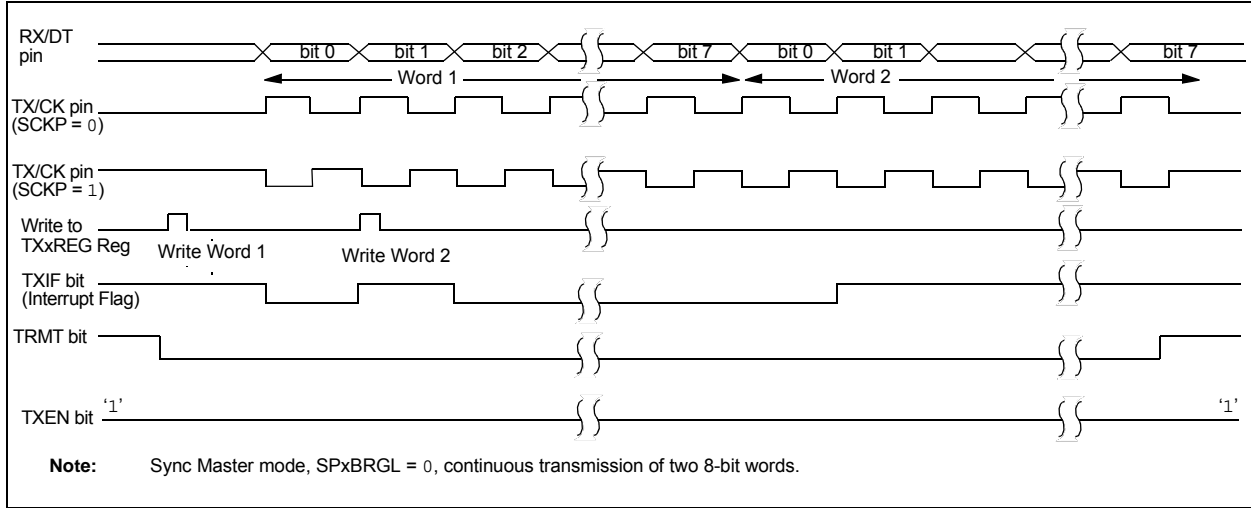 RX/DT
pin
bit 0 bit 1 bit 2 bit 7 bit 0 bit 1 bit 7
Word 1 Word 2
TX/CK pin
(SCKP = 0)
TX/CK pin
(SCKP = 1)
Write to
TXxREG Reg
Write Word 1 Write Word 2
TXIF bit
(Interrupt Flag)
TRMT bit
‘1’ ‘1’
TXEN bit
Note: Sync Master mode, SPxBRGL = 0, continuous transmission of two 8-bit words.